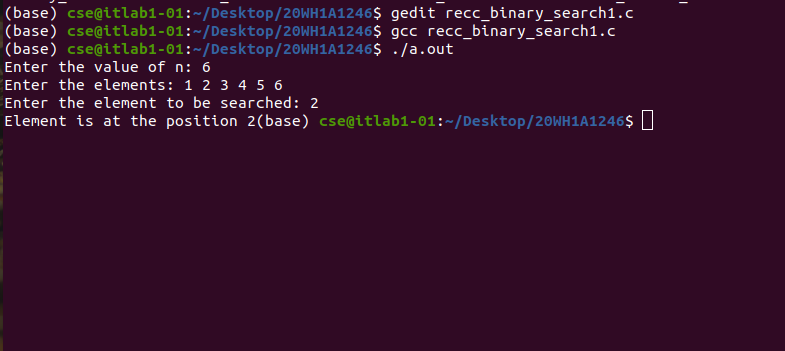 (base) cse@itlab1-01:~/Desktop/20WH1A1246$ gedit recc_binary_search1.c
(base) cse@itlab1-01:~/Desktop/20WH1A1246$ gcc recc_binary_search1.c
(base) cse@itlab1-01:~/Desktop/20WH1A1246$ ./a.out
Enter the value of n: 6
Enter the elements: 1 2 3 4 5 6
Enter the element to be searched: 2
Element is at the position 2(base) cse@itlab1-01:~/Desktop/20WH1A1246$